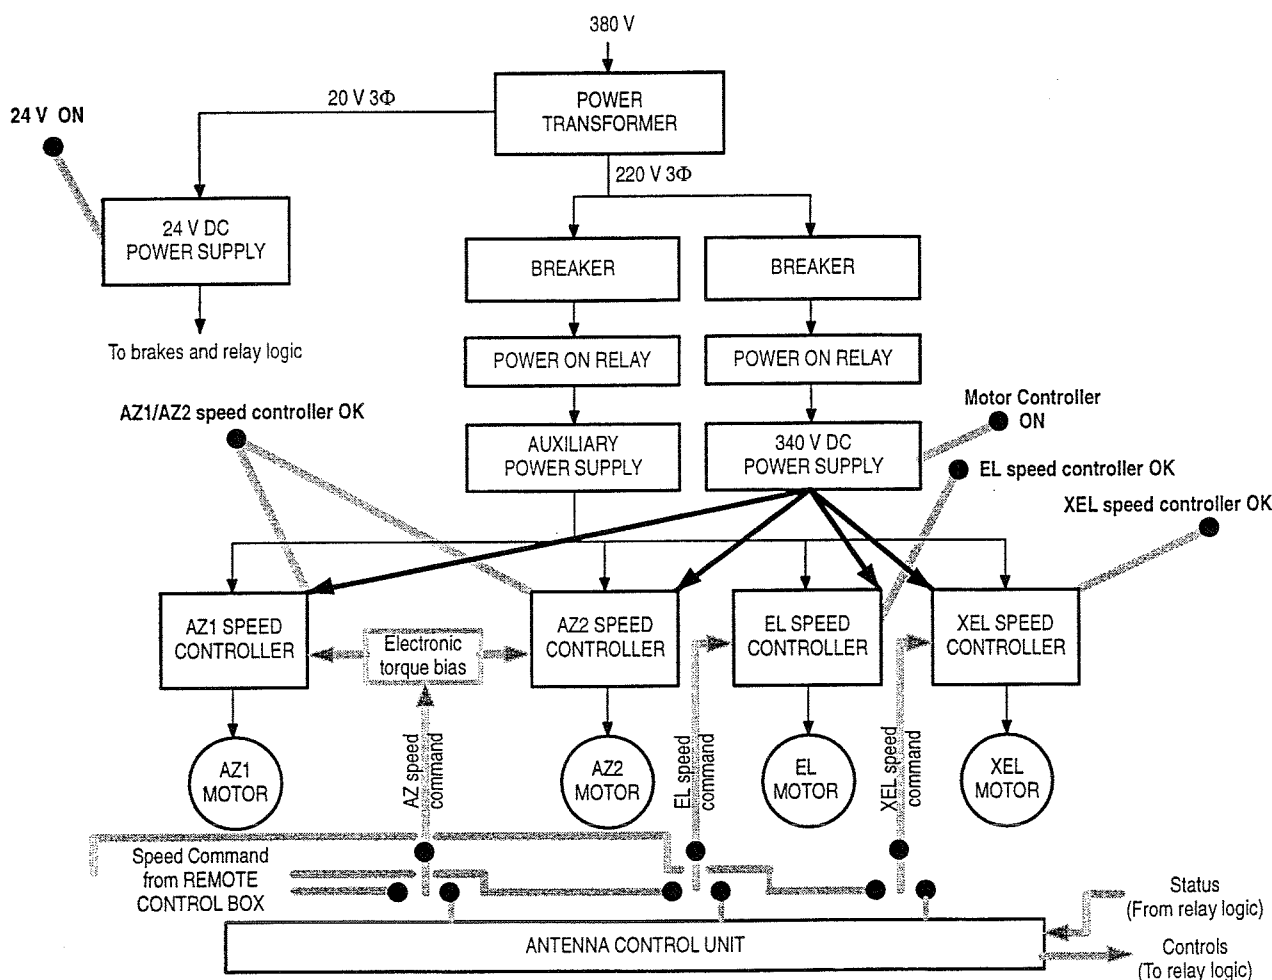 380 V
POWER
TRANSFORMER
20 V 3Φ
24 V ON
220 V 3Φ
24 V DC
POWER SUPPLY
BREAKER
BREAKER
To brakes and relay logic
POWER ON RELAY
POWER ON RELAY
AZ1/AZ2 speed controller OK
Motor Controller
ON
AUXILIARY
POWER SUPPLY
340 V DC
POWER SUPPLY
EL speed controller OK
XEL speed controller OK
AZ1 SPEED
CONTROLLER
Electronic
torque bias
AZ2 SPEED
CONTROLLER
EL SPEED
CONTROLLER
XEL SPEED
CONTROLLER
AZ1
MOTOR
AZ speed
command
AZ2
MOTOR
EL speed
command
EL
MOTOR
XEL speed
command
XEL
MOTOR
Speed Command
from REMOTE
CONTROL BOX
Status
(From relay logic)
ANTENNA CONTROL UNIT
Controls
(To relay logic)